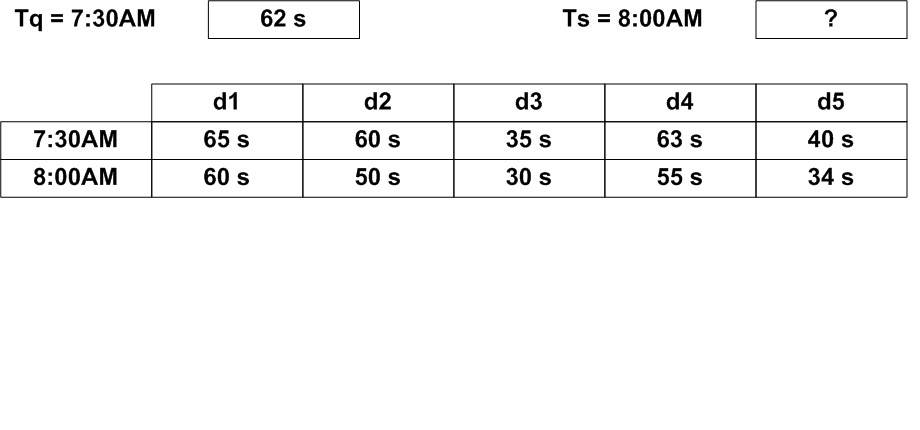 Tq = 7:30AM 62 s Ts = 8:00AM ?
d1 d2 d3 d4 d5
7:30AM 65 s 60 s 35 s 63 s 40 s
8:00AM 60 s 50 s 30 s 55 s 34 s